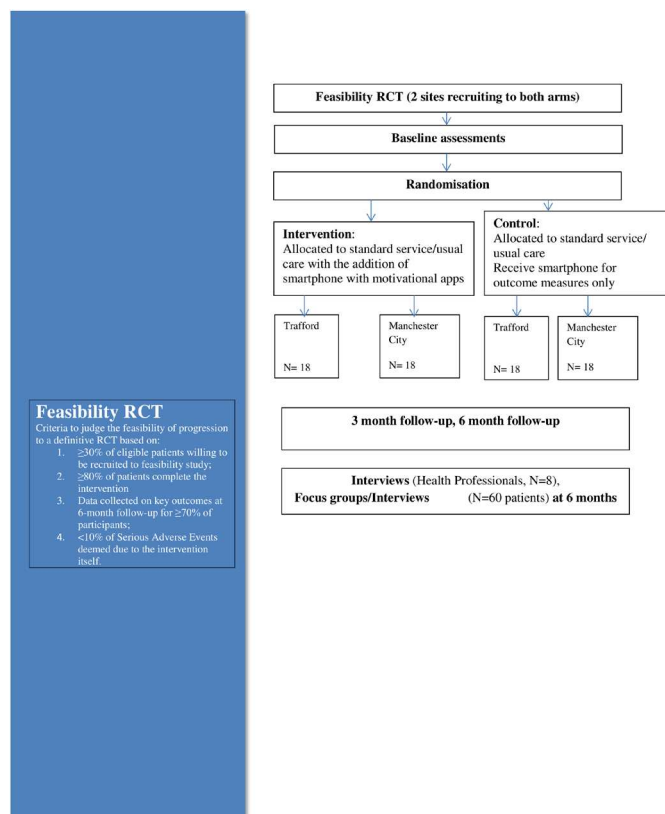 Feasibility RCT (2 sites recruiting to both arms)
Baseline assessments
Randomisation
Intervention:
Allocated to standard service/usual
care with the addition of
smartphone with motivational apps
Control:
Allocated to standard service/
usual care
Receive smartphone for
outcome measures only
Trafford
N= 18
Manchester
City
N= 18
Trafford
N= 18
Manchester
City
N= 18
Feasibility RCT
Criteria to judge the feasibility of progression
to a definitive RCT based on:
1. ≥30% of eligible patients willing to
be recruited to feasibility study;
2. ≥80% of patients complete the
intervention
3. Data collected on key outcomes at
6-month follow-up for ≥70% of
participants;
4. <10% of Serious Adverse Events
deemed due to the intervention
itself.
3 month follow-up, 6 month follow-up
Interviews (Health Professionals, N=8),
Focus groups/Interviews (N=60 patients) at 6 months